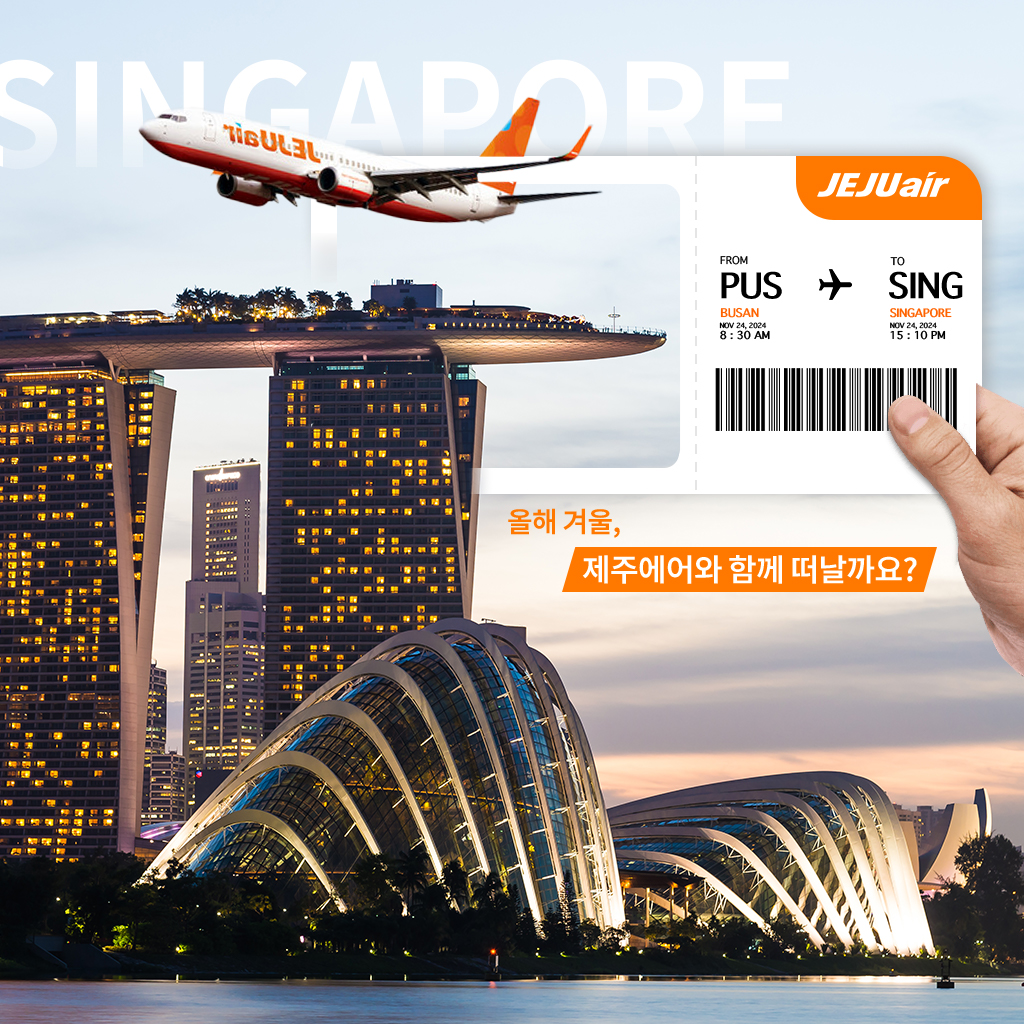 SINGAPORE
JEJUair
JEJUair
FROM
PUS
BUSAN
NOV 24, 2024
8 : 30 AM
TO
SING
SINGAPORE
NOV 24, 2024
15 : 10 PM
올해 겨울,
제주에어와 함께 떠날까요?